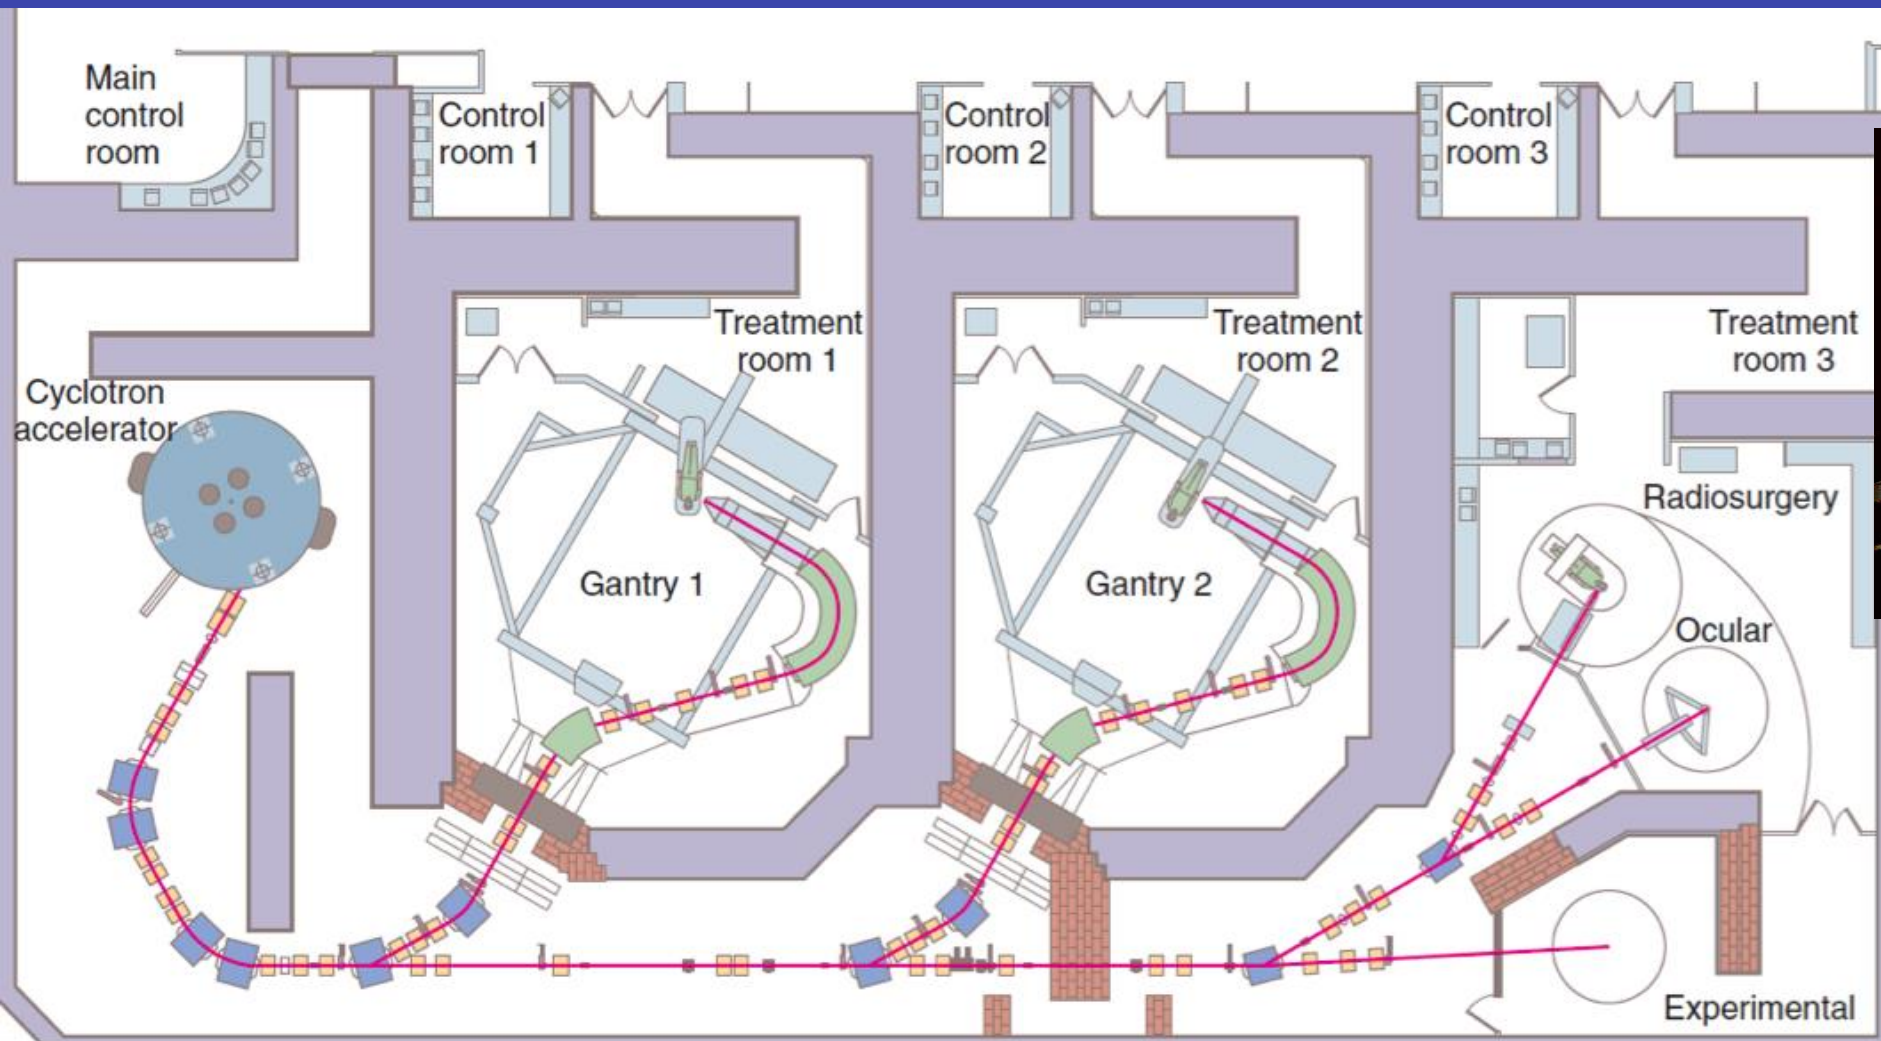 Main
control
room
Control
room 1
Control
room 2
Control
room 3
Treatment
room 1
Treatment
room 2
Treatment
room 3
Cyclotron
accelerator
Radiosurgery
Gantry 1
Gantry 2
Ocular
Experimental